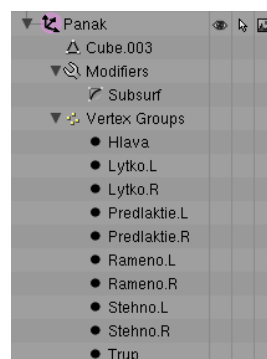 Panak
Cube.003
Modifiers
Subsurf
Vertex Groups
Hlava
Lytko.L
Lytko.R
Predlaktie.L
Predlaktie.R
Rameno.L
Rameno.R
Stehno.L
Stehno.R
Trup